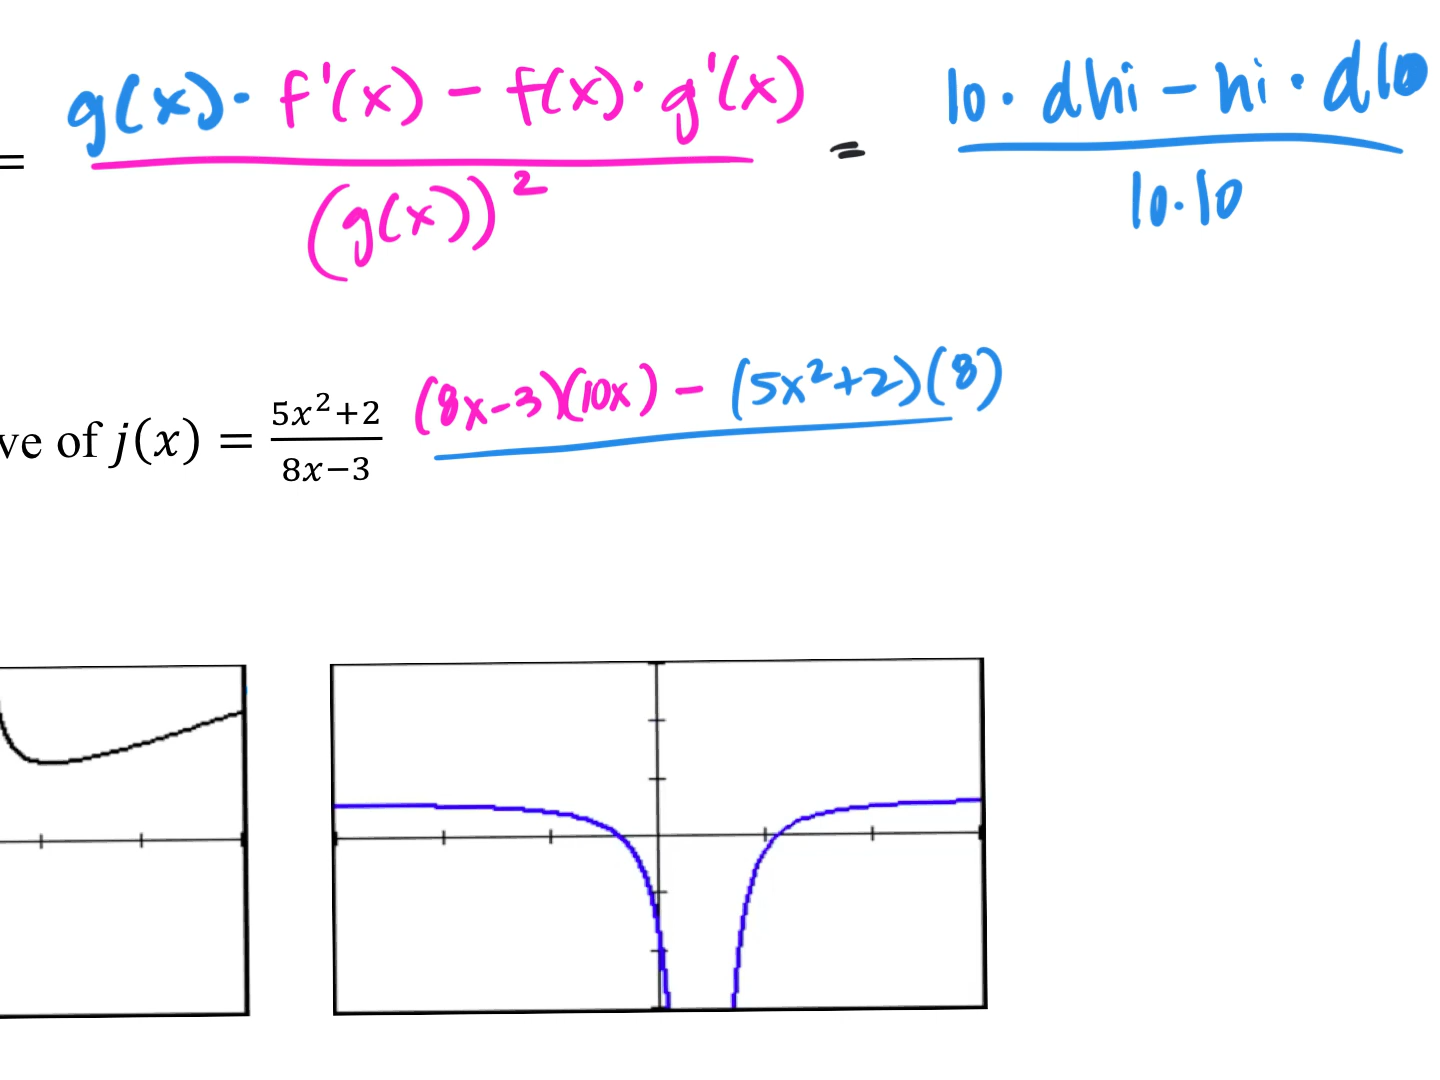 = g(x)· f'(x) – f(x)· g'(x) / (g(x))² = lo· dhi – hi· dlo / lo·lo
ve of j(x) = 5x²+2 / 8x−3 (8x-3)(10x) – (5x²+2)(8)